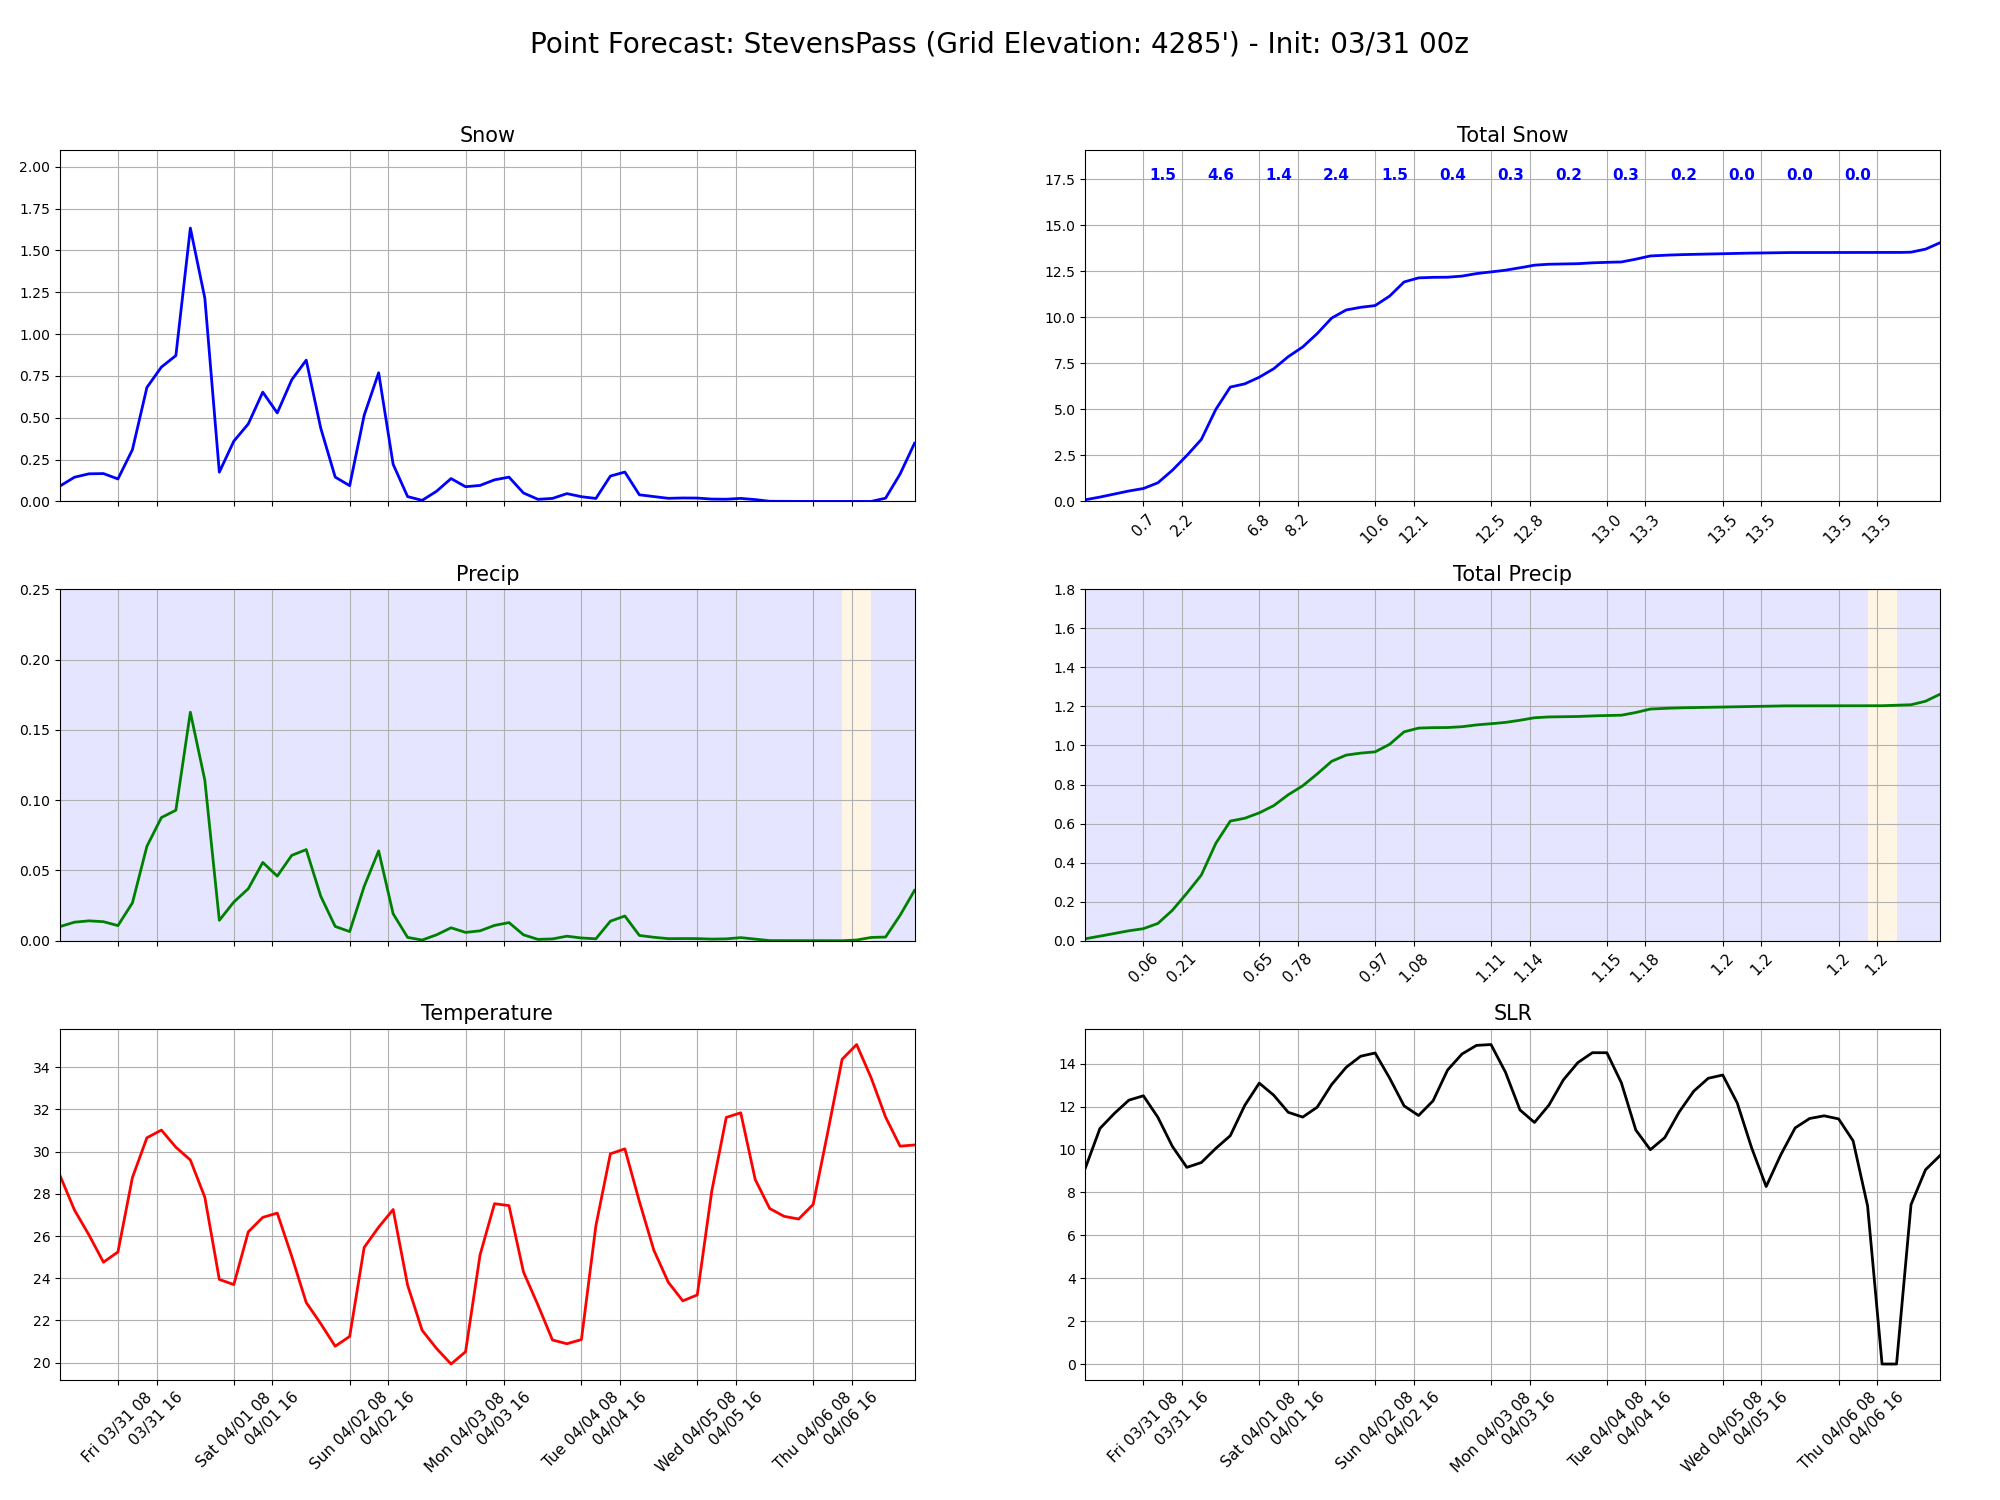 Point Forecast: StevensPass (Grid Elevation: 4285') - Init: 03/31 00z
Snow
2.00
1.75
1.50
1.25
1.00
0.75
0.50
0.25
0.00
Total Snow
1.5 4.6 1.4 2.4 1.5 0.4 0.3 0.2 0.3 0.2 0.0 0.0 0.0
17.5
15.0
12.5
10.0
7.5
5.0
2.5
0.0
0.7 2.2 6.8 8.2 10.6 12.1 12.5 12.8 13.0 13.3 13.5 13.5 13.5 13.5
Precip
0.25
0.20
0.15
0.10
0.05
0.00
Total Precip
1.8
1.6
1.4
1.2
1.0
0.8
0.6
0.4
0.2
0.0
0.06 0.21 0.65 0.78 0.97 1.08 1.11 1.14 1.15 1.18 1.2 1.2 1.2 1.2
Temperature
34
32
30
28
26
24
22
20
Fri 03/31 08
03/31 16
Sat 04/01 08
04/01 16
Sun 04/02 08
04/02 16
Mon 04/03 08
04/03 16
Tue 04/04 08
04/04 16
Wed 04/05 08
04/05 16
Thu 04/06 08
04/06 16
SLR
14
12
10
8
6
4
2
0
Fri 03/31 08
03/31 16
Sat 04/01 08
04/01 16
Sun 04/02 08
04/02 16
Mon 04/03 08
04/03 16
Tue 04/04 08
04/04 16
Wed 04/05 08
04/05 16
Thu 04/06 08
04/06 16